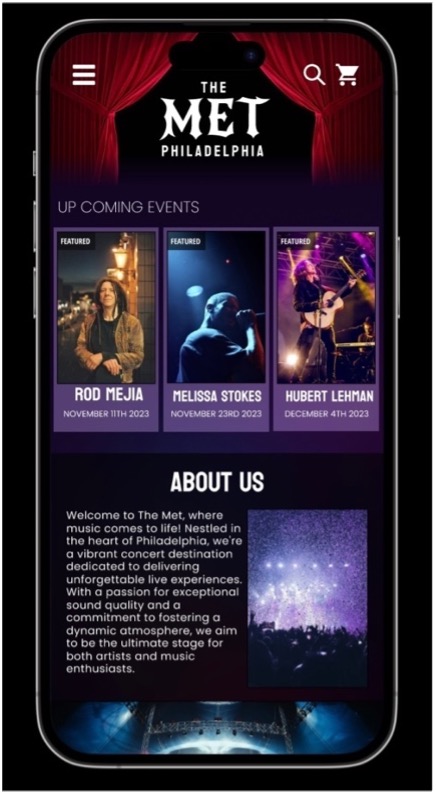 THE
MET
PHILADELPHIA
UP COMING EVENTS
FEATURED
FEATURED
FEATURED
ROD MEJIA
MELISSA STOKES
HUBERT LEHMAN
NOVEMBER 11TH 2023
NOVEMBER 23RD 2023
DECEMBER 4TH 2023
ABOUT US
Welcome to The Met, where
music comes to life! Nestled in
the heart of Philadelphia, we're
a vibrant concert destination
dedicated to delivering
unforgettable live experiences.
With a passion for exceptional
sound quality and a
commitment to fostering a
dynamic atmosphere, we aim
to be the ultimate stage for
both artists and music
enthusiasts.